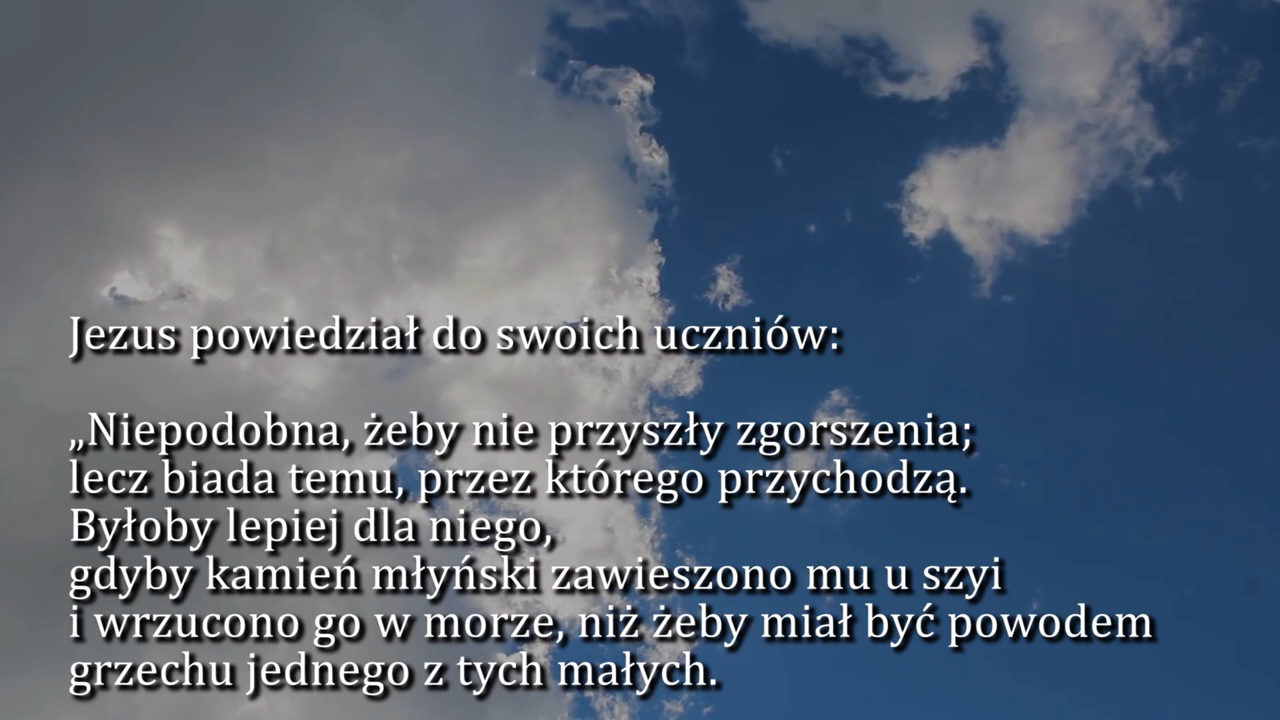 Jezus powiedział do swoich uczniów:
„Niepodobna, żeby nie przyszły zgorszenia;
lecz biada temu, przez którego przychodzą.
Byłoby lepiej dla niego,
gdyby kamień młyński zawieszono mu u szyi
i wrzucono go w morze, niż żeby miał być powodem
grzechu jednego z tych małych.